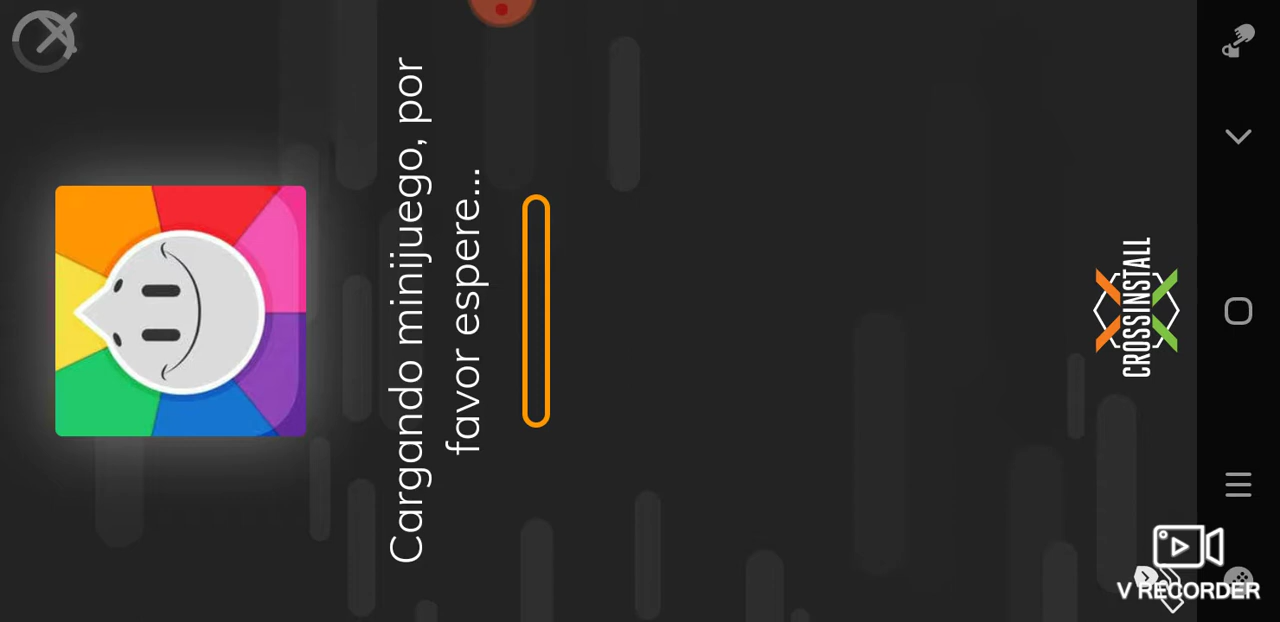 Cargando minijuego, por
favor espere...
CROSSINSTALL
V RECORDER